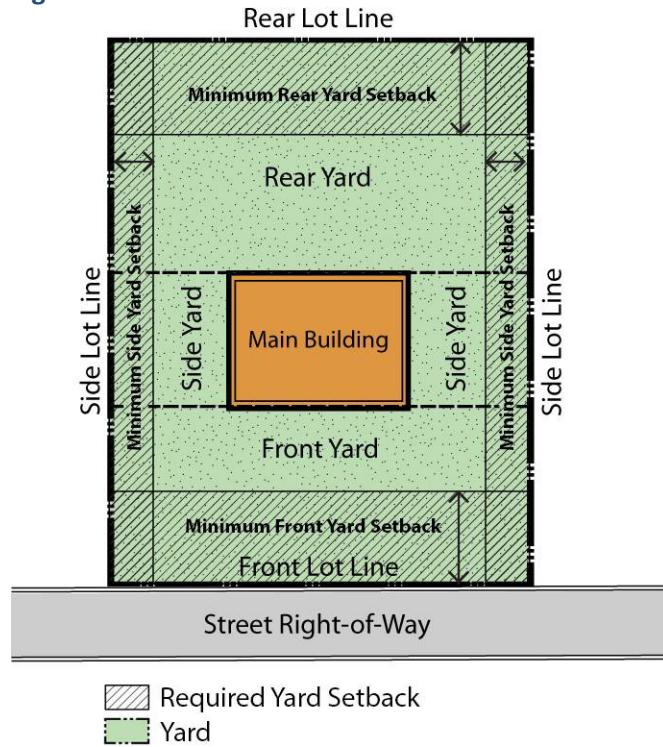 Rear Lot Line
Minimum Rear Yard Setback
Rear Yard
Side Lot Line
Minimum Side Yard Setback
Side Yard
Main Building
Side Yard
Minimum Side Yard Setback
Side Lot Line
Front Yard
Minimum Front Yard Setback
Front Lot Line
Street Right-of-Way
Required Yard Setback
Yard